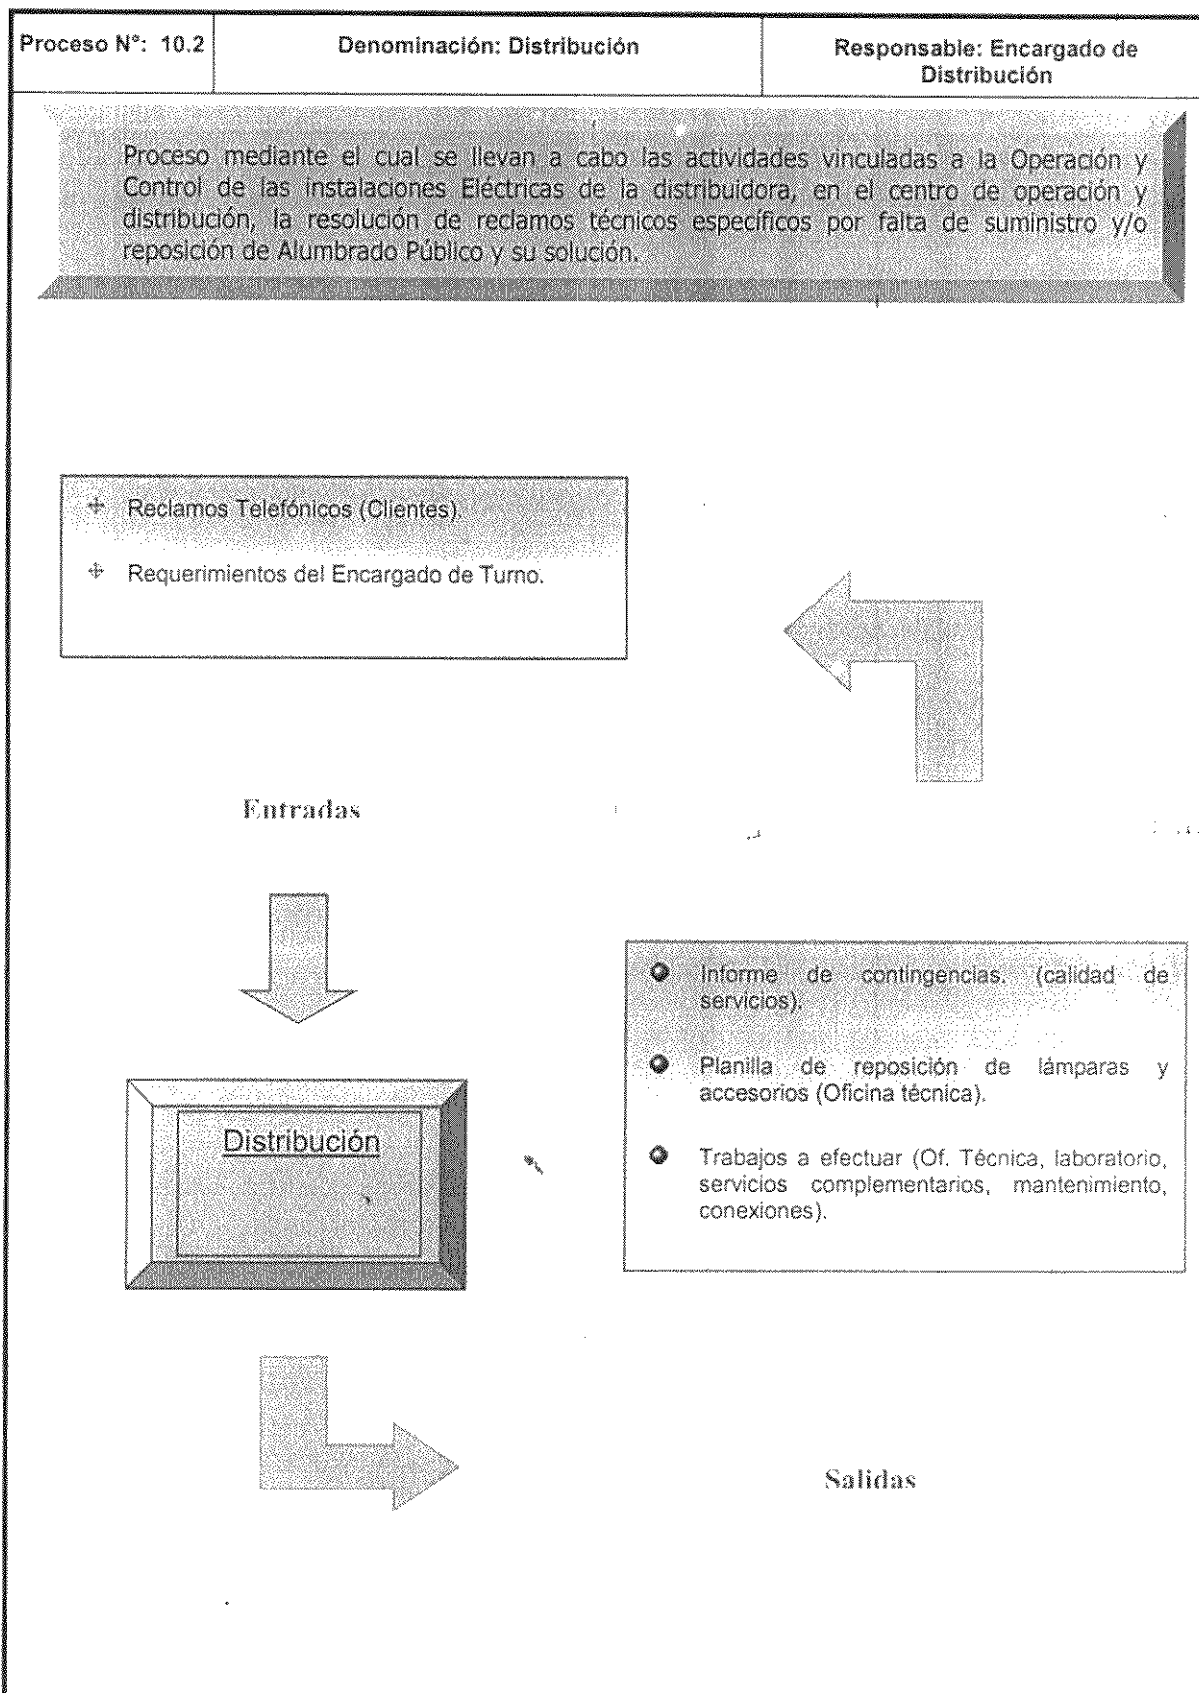 Proceso N°: 10.2
Denominación: Distribución
Responsable: Encargado de
Distribución
Proceso mediante el cual se llevan a cabo las actividades vinculadas a la Operación y
Control de las instalaciones Eléctricas de la distribuidora, en el centro de operación y
distribución, la resolución de reclamos técnicos específicos por falta de suministro y/o
reposición de Alumbrado Público y su solución.
Reclamos Telefónicos (Clientes).
Requerimientos del Encargado de Turno.
Entradas
Informe de contingencias. (calidad de
servicios).
Planilla de reposición de lámparas y
accesorios (Oficina técnica).
Trabajos a efectuar (Of. Técnica, laboratorio,
servicios complementarios, mantenimiento,
conexiones).
Distribución
Salidas